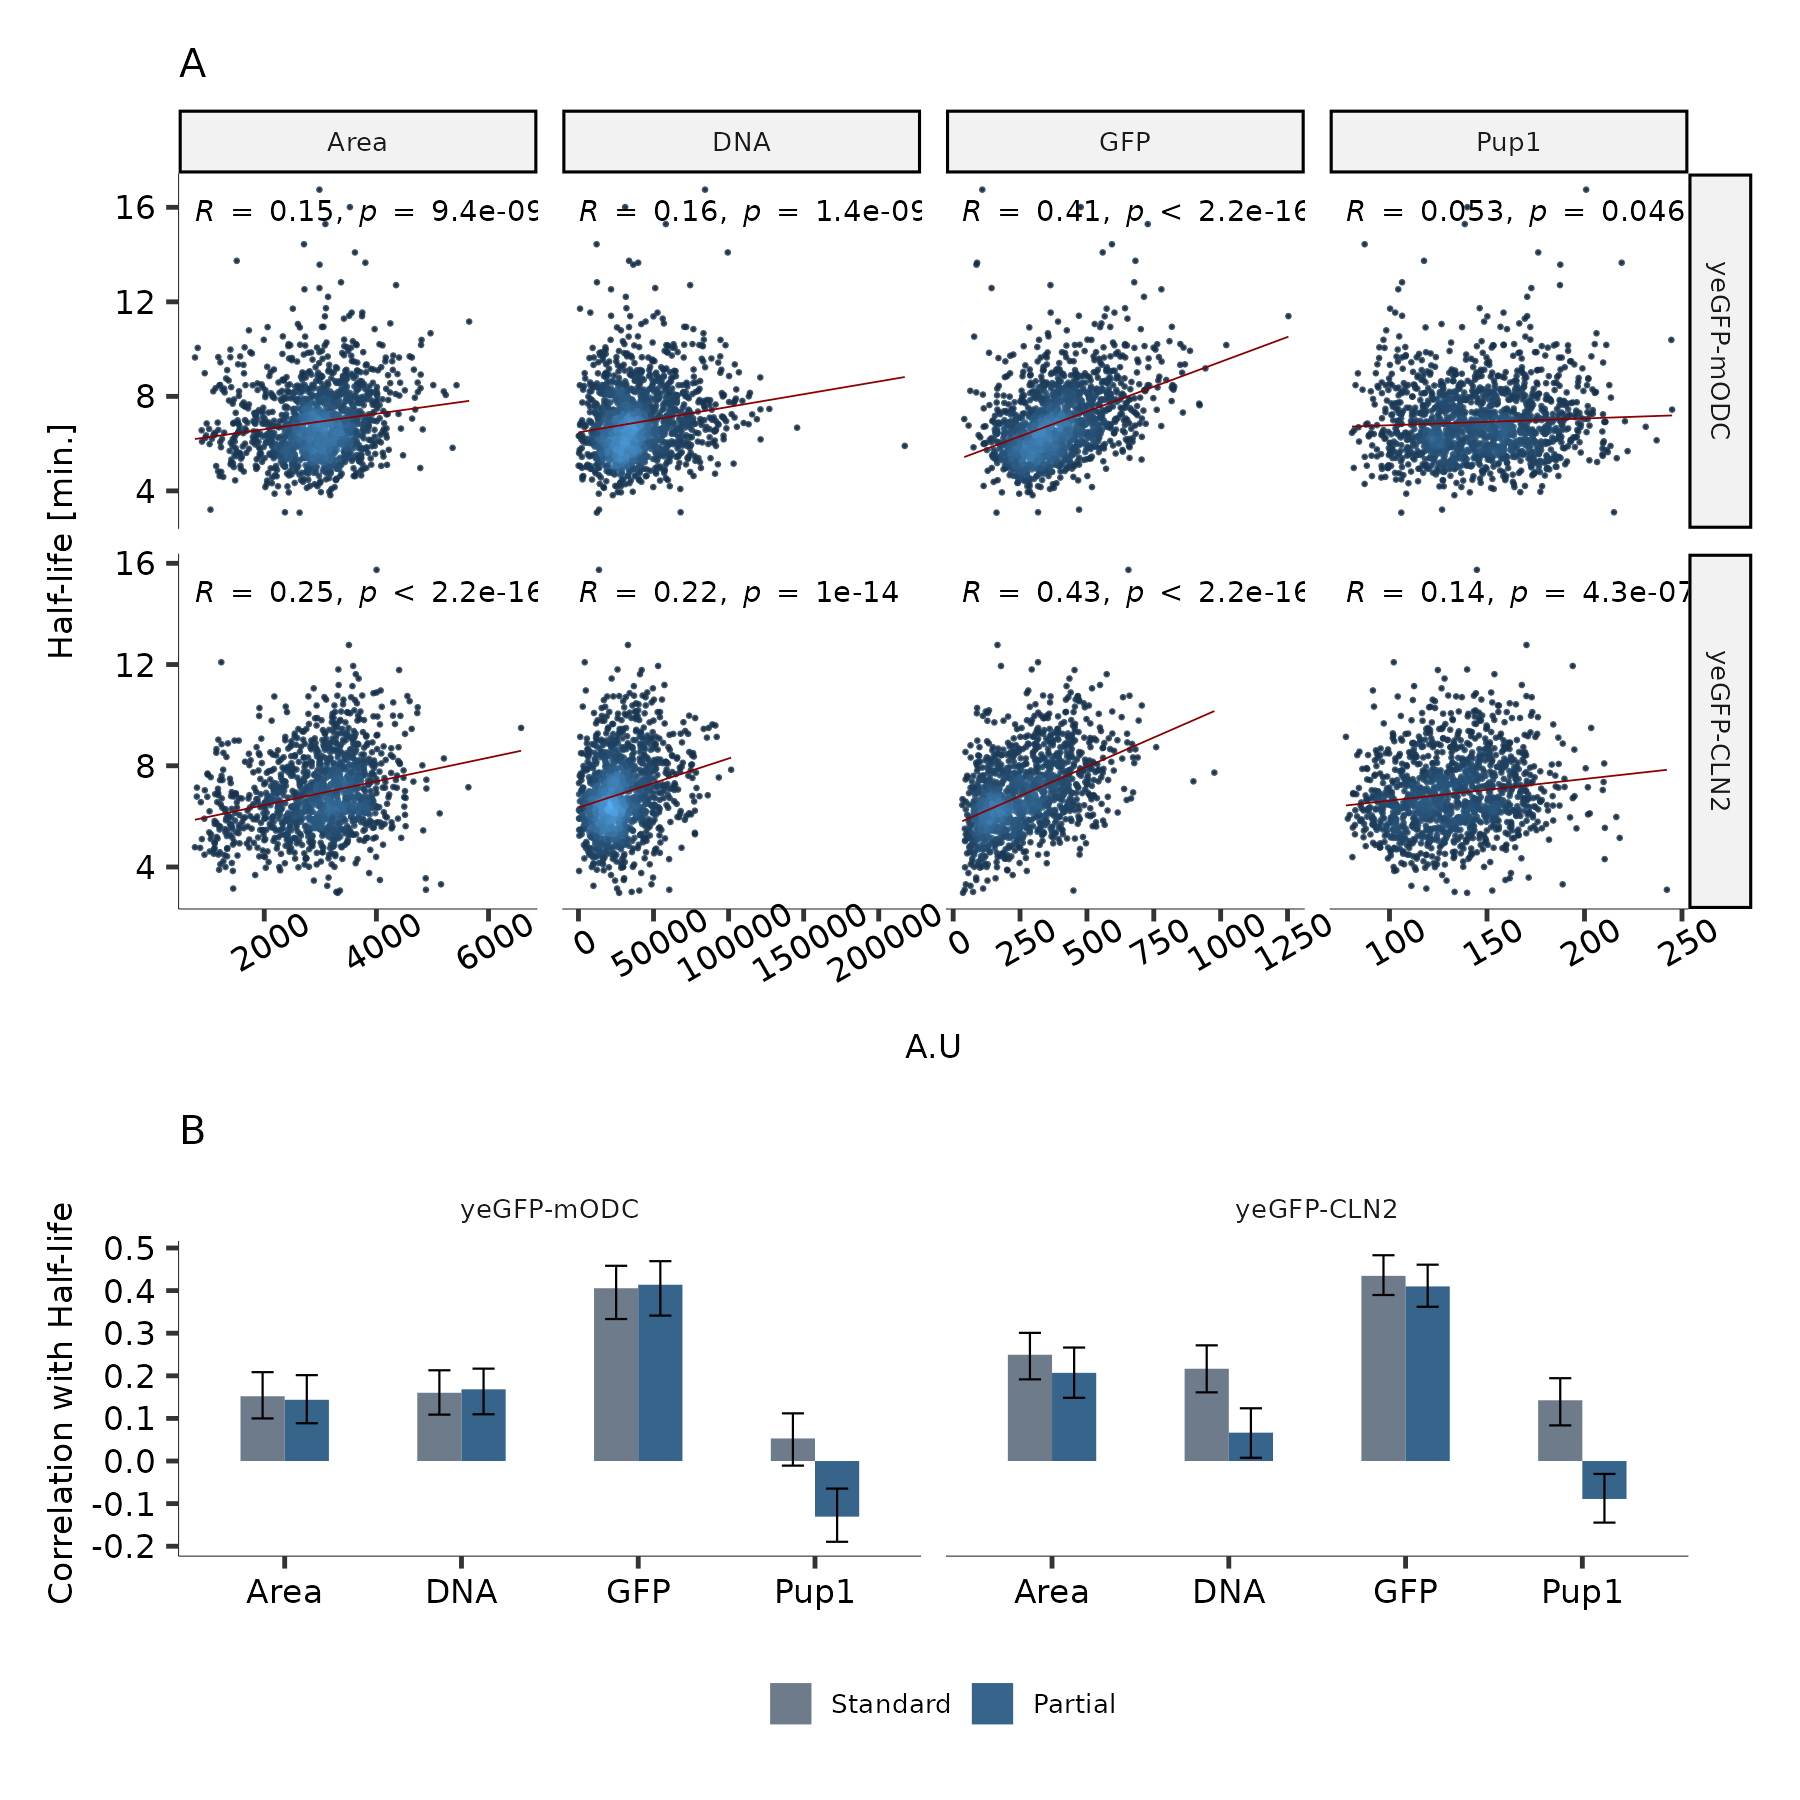 A
Area DNA GFP Pup1
R = 0.15, p = 9.4e-09 R = 0.16, p = 1.4e-09 R = 0.41, p < 2.2e-16 R = 0.053, p = 0.046
16
12
8
4
yeGFP-mODC
Half-life [min.]
R = 0.25, p < 2.2e-16 R = 0.22, p = 1e-14 R = 0.43, p < 2.2e-16 R = 0.14, p = 4.3e-07
16
12
8
4
yeGFP-CLN2
2000 4000 6000 0 50000 100000 150000 200000 0 250 500 750 1000 1250 100 150 200 250
A.U
B
yeGFP-mODC yeGFP-CLN2
Correlation with Half-life
0.5
0.4
0.3
0.2
0.1
0.0
-0.1
-0.2
Area DNA GFP Pup1 Area DNA GFP Pup1
Standard Partial